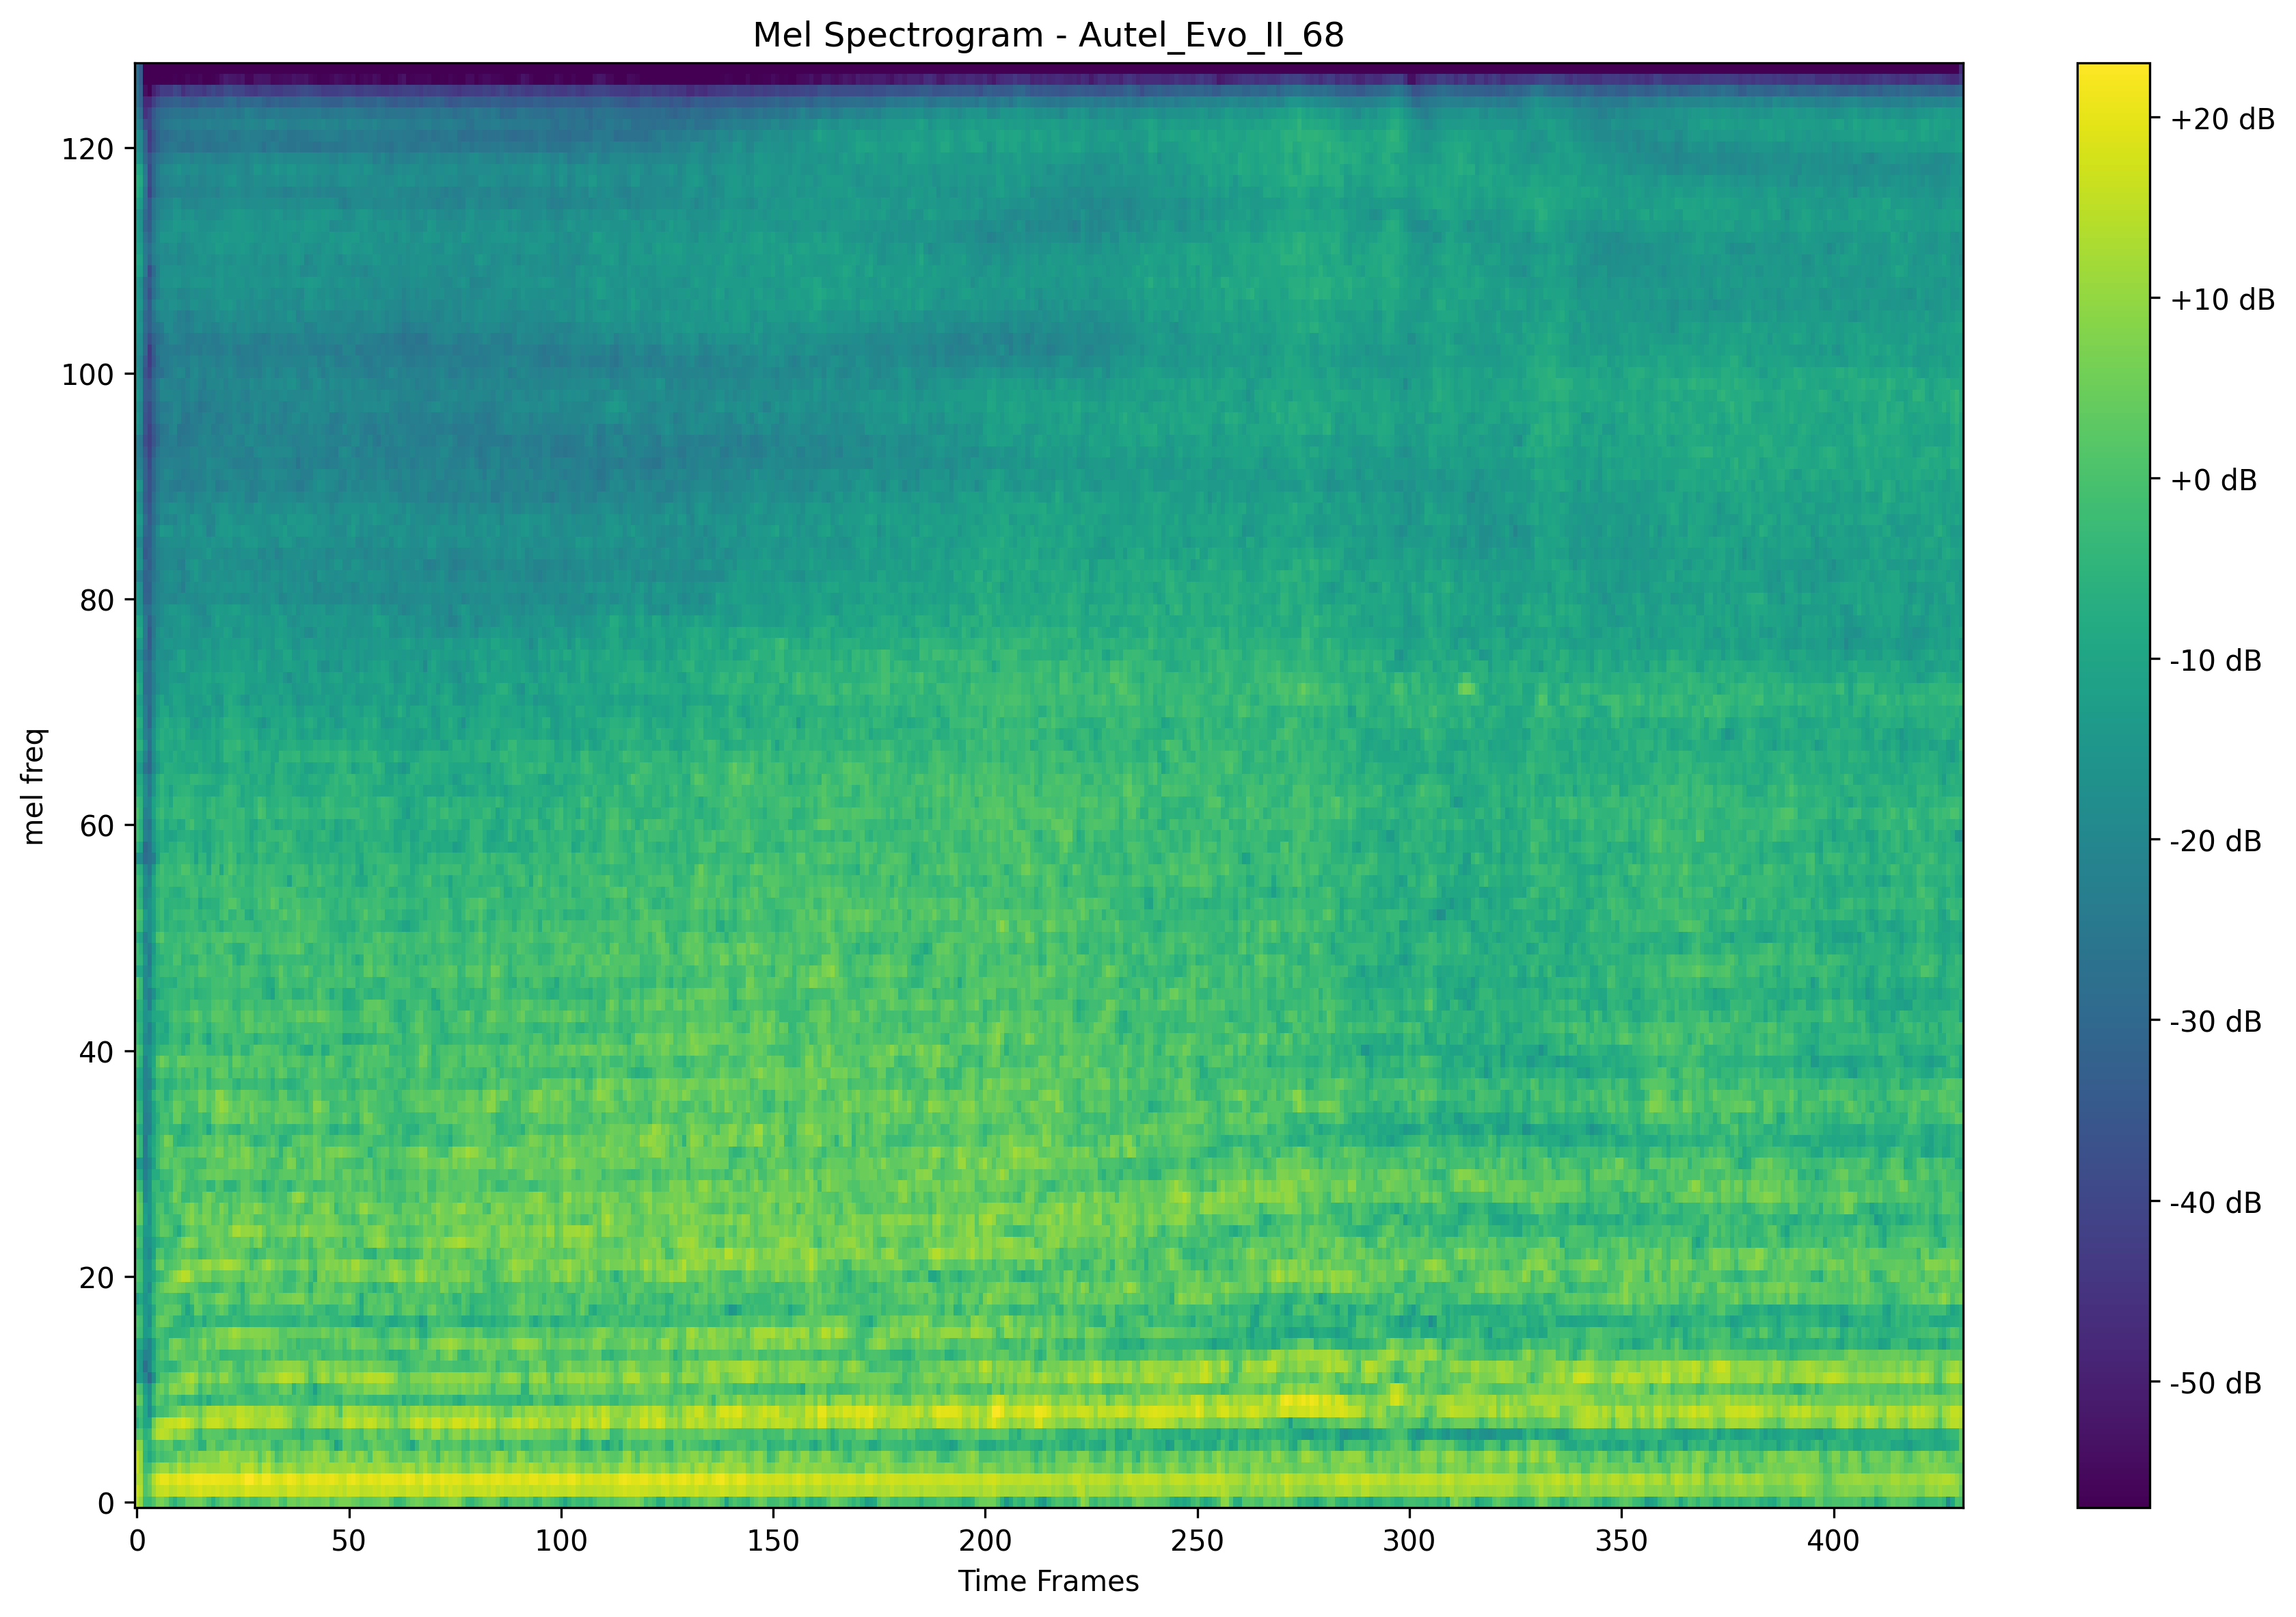 Mel Spectrogram - Autel_Evo_II_68
120
100
80
60
40
20
0
mel freq
0 50 100 150 200 250 300 350 400
Time Frames
+20 dB
+10 dB
+0 dB
-10 dB
-20 dB
-30 dB
-40 dB
-50 dB